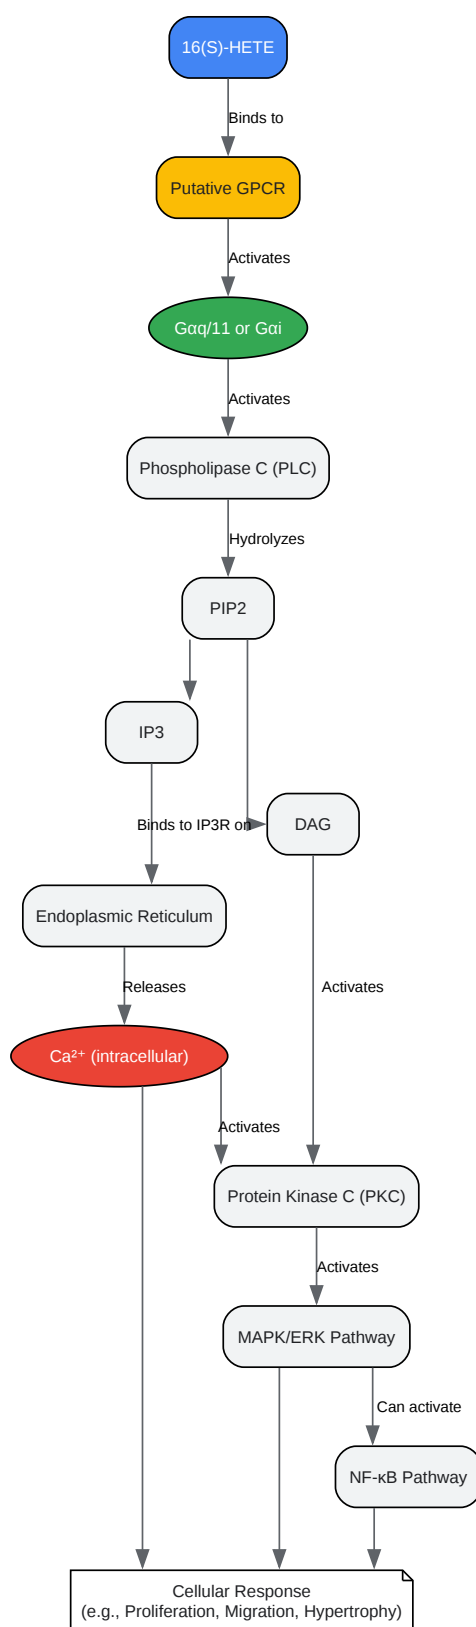 16(S)-HETE
Binds to
Putative GPCR
Activates
Gαq/11 or Gαi
Activates
Phospholipase C (PLC)
Hydrolyzes
PIP2
IP3
Binds to IP3R on
DAG
Endoplasmic Reticulum
Releases
Activates
Ca²⁺ (intracellular)
Activates
Protein Kinase C (PKC)
Activates
MAPK/ERK Pathway
Can activate
NF-κB Pathway
Cellular Response
(e.g., Proliferation, Migration, Hypertrophy)